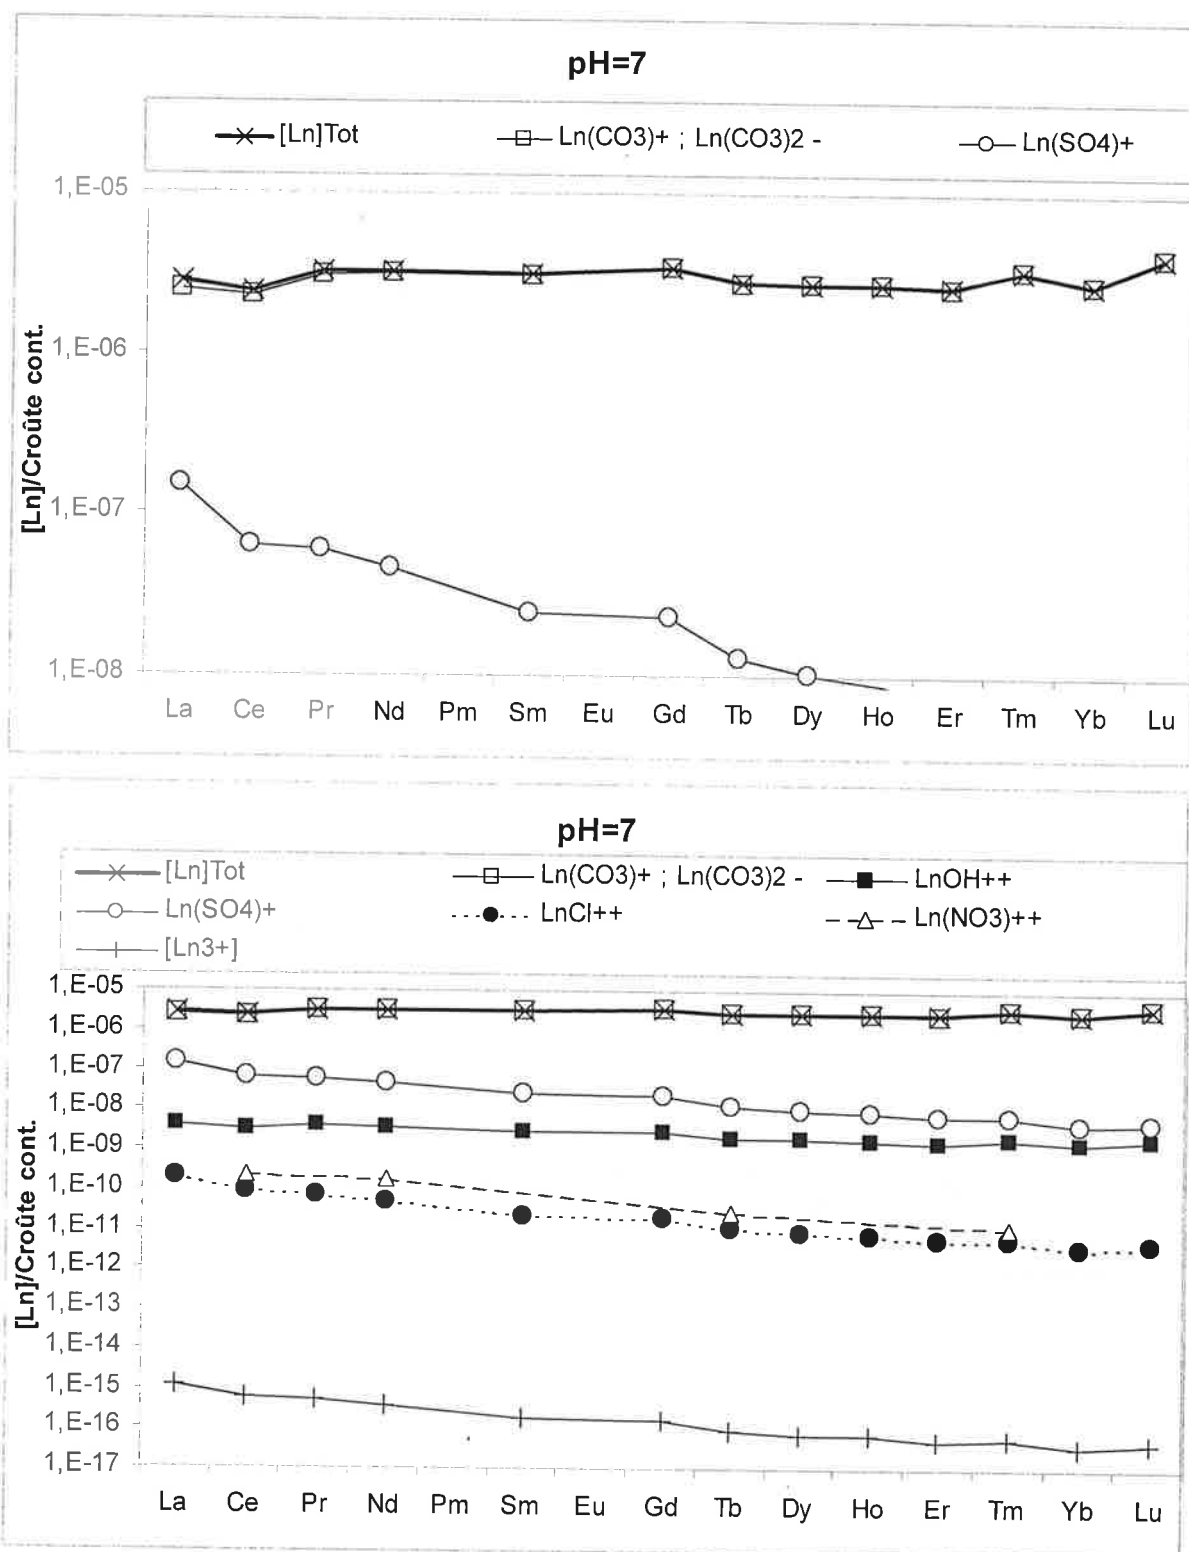 pH=7
[Ln]Tot Ln(CO3)+ ; Ln(CO3)2 - Ln(SO4)+
1,E-05
1,E-06
1,E-07
1,E-08
[Ln]/Croûte cont.
La Ce Pr Nd Pm Sm Eu Gd Tb Dy Ho Er Tm Yb Lu
pH=7
[Ln]Tot Ln(CO3)+ ; Ln(CO3)2 - LnOH++
Ln(SO4)+ LnCl++ Ln(NO3)++
[Ln3+]
1,E-05
1,E-06
1,E-07
1,E-08
1,E-09
1,E-10
1,E-11
1,E-12
1,E-13
1,E-14
1,E-15
1,E-16
1,E-17
[Ln]/Croûte cont.
La Ce Pr Nd Pm Sm Eu Gd Tb Dy Ho Er Tm Yb Lu